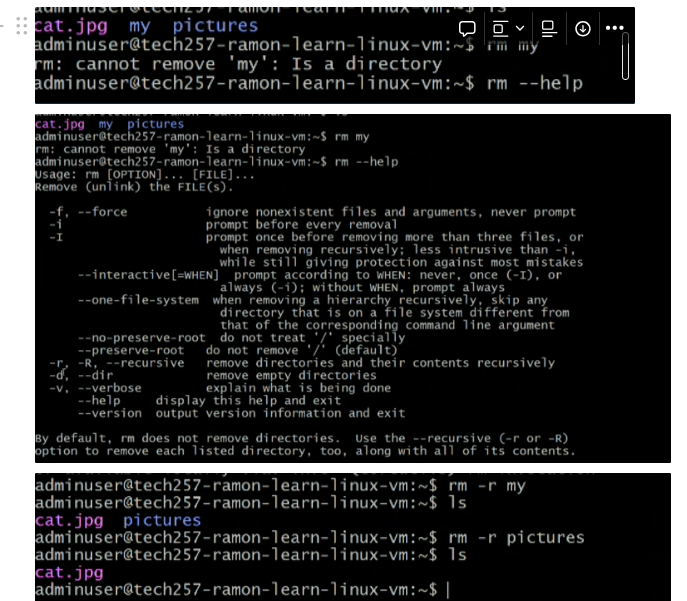 cat.jpg my pictures
adminuser@tech257-ramon-learn-linux-vm:~$ rm my
rm: cannot remove 'my': Is a directory
adminuser@tech257-ramon-learn-linux-vm:~$ rm --help
cat.jpg my pictures
adminuser@tech257-ramon-learn-linux-vm:~$ rm my
rm: cannot remove 'my': Is a directory
adminuser@tech257-ramon-learn-linux-vm:~$ rm --help
Usage: rm [OPTION]... [FILE]...
Remove (unlink) the FILE(s).
-f, --force ignore nonexistent files and arguments, never prompt
-i prompt before every removal
-I prompt once before removing more than three files, or
when removing recursively; less intrusive than -i,
while still giving protection against most mistakes
--interactive[=WHEN] prompt according to WHEN: never, once (-I), or
always (-i); without WHEN, prompt always
--one-file-system when removing a hierarchy recursively, skip any
directory that is on a file system different from
that of the corresponding command line argument
--no-preserve-root do not treat '/' specially
--preserve-root do not remove '/' (default)
-r, -R, --recursive remove directories and their contents recursively
-d, --dir remove empty directories
-v, --verbose explain what is being done
--help display this help and exit
--version output version information and exit
By default, rm does not remove directories. Use the --recursive (-r or -R)
option to remove each listed directory, too, along with all of its contents.
adminuser@tech257-ramon-learn-linux-vm:~$ rm -r my
adminuser@tech257-ramon-learn-linux-vm:~$ ls
cat.jpg pictures
adminuser@tech257-ramon-learn-linux-vm:~$ rm -r pictures
adminuser@tech257-ramon-learn-linux-vm:~$ ls
cat.jpg
adminuser@tech257-ramon-learn-linux-vm:~$